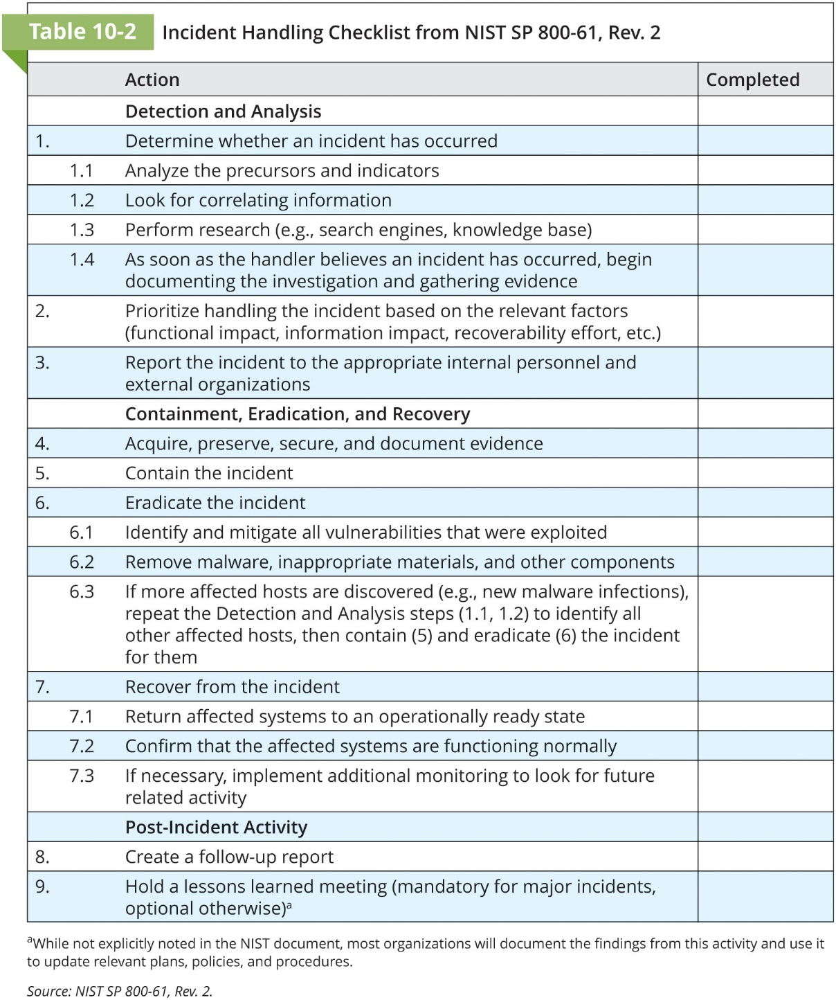 Table 10-2 Incident Handling Checklist from NIST SP 800-61, Rev. 2
Action Completed
Detection and Analysis
1. Determine whether an incident has occurred
1.1 Analyze the precursors and indicators
1.2 Look for correlating information
1.3 Perform research (e.g., search engines, knowledge base)
1.4 As soon as the handler believes an incident has occurred, begin
documenting the investigation and gathering evidence
2. Prioritize handling the incident based on the relevant factors
(functional impact, information impact, recoverability effort, etc.)
3. Report the incident to the appropriate internal personnel and
external organizations
Containment, Eradication, and Recovery
4. Acquire, preserve, secure, and document evidence
5. Contain the incident
6. Eradicate the incident
6.1 Identify and mitigate all vulnerabilities that were exploited
6.2 Remove malware, inappropriate materials, and other components
6.3 If more affected hosts are discovered (e.g., new malware infections),
repeat the Detection and Analysis steps (1.1, 1.2) to identify all
other affected hosts, then contain (5) and eradicate (6) the incident
for them
7. Recover from the incident
7.1 Return affected systems to an operationally ready state
7.2 Confirm that the affected systems are functioning normally
7.3 If necessary, implement additional monitoring to look for future
related activity
Post-Incident Activity
8. Create a follow-up report
9. Hold a lessons learned meeting (mandatory for major incidents,
optional otherwise)ᵃ
ᵃWhile not explicitly noted in the NIST document, most organizations will document the findings from this activity and use it
to update relevant plans, policies, and procedures.
Source: NIST SP 800-61, Rev. 2.